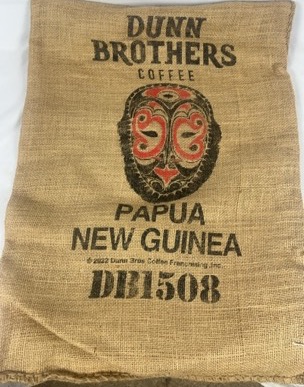 DUNN
BROTHERS
COFFEE
PAPUA
NEW GUINEA
© 2022 Dunn Bros Coffee Franchising, Inc.
DB1508